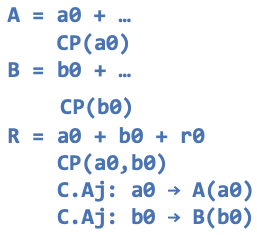 A = a0 + …
CP(a0)
B = b0 + …
CP(b0)
R = a0 + b0 + r0
CP(a0,b0)
C.Aj: a0 → A(a0)
C.Aj: b0 → B(b0)